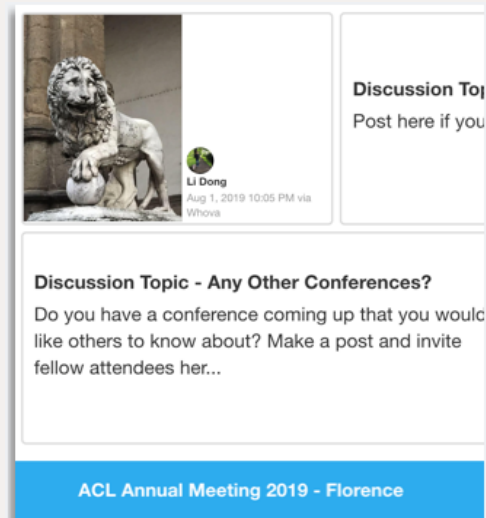 Li Dong
Aug 1, 2019 10:05 PM via
Whova
Discussion
Post here if you
Discussion Topic - Any Other Conferences?
Do you have a conference coming up that you would
like others to know about? Make a post and invite
fellow attendees her...
ACL Annual Meeting 2019 - Florence